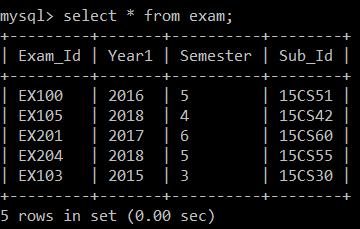 mysql> select * from exam;
+---------+-------+----------+--------+
| Exam_Id | Year1 | Semester | Sub_Id |
+---------+-------+----------+--------+
| EX100   | 2016  | 5        | 15CS51 |
| EX105   | 2018  | 4        | 15CS42 |
| EX201   | 2017  | 6        | 15CS60 |
| EX204   | 2018  | 5        | 15CS55 |
| EX103   | 2015  | 3        | 15CS30 |
+---------+-------+----------+--------+
5 rows in set (0.00 sec)